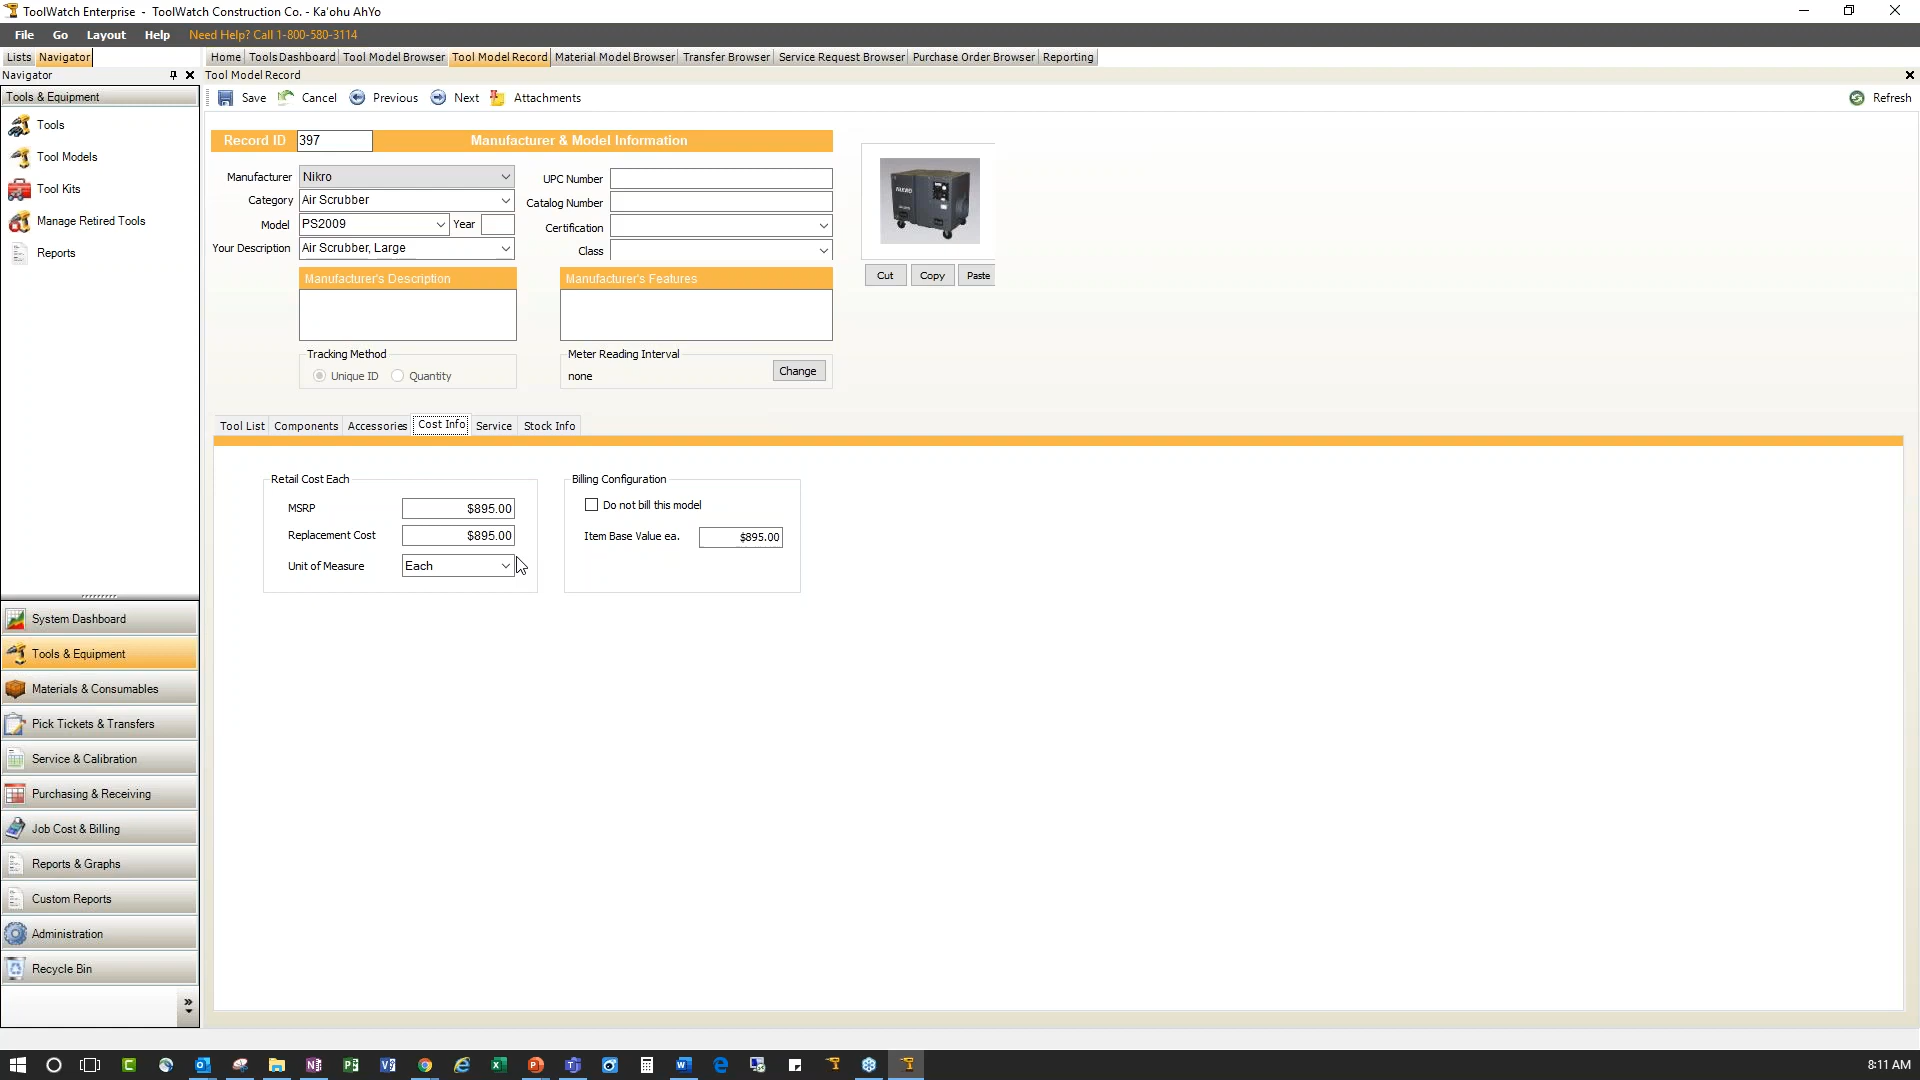 ToolWatch Enterprise - ToolWatch Construction Co. - Ka'ohu AhYo
File Go Layout Help Need Help? Call 1-800-580-3114
Lists Navigator Home Tools Dashboard Tool Model Browser Tool Model Record Material Model Browser Transfer Browser Service Request Browser Purchase Order Browser Reporting
Navigator
Tool Model Record
Tools & Equipment
Save Cancel Previous Next Attachments Refresh
Tools
Tool Models
Tool Kits
Manage Retired Tools
Reports
Record ID 397 Manufacturer & Model Information
Manufacturer Nikro UPC Number
Category Air Scrubber Catalog Number
Model PS2009 Year Certification
Your Description Air Scrubber, Large Class
Cut Copy Paste
Manufacturer's Description Manufacturer's Features
Tracking Method Meter Reading Interval
Unique ID Quantity none Change
Tool List Components Accessories Cost Info Service Stock Info
Retail Cost Each Billing Configuration
MSRP $895.00 Do not bill this model
Replacement Cost $895.00 Item Base Value ea. $895.00
Unit of Measure Each
System Dashboard
Tools & Equipment
Materials & Consumables
Pick Tickets & Transfers
Service & Calibration
Purchasing & Receiving
Job Cost & Billing
Reports & Graphs
Custom Reports
Administration
Recycle Bin
8:11 AM